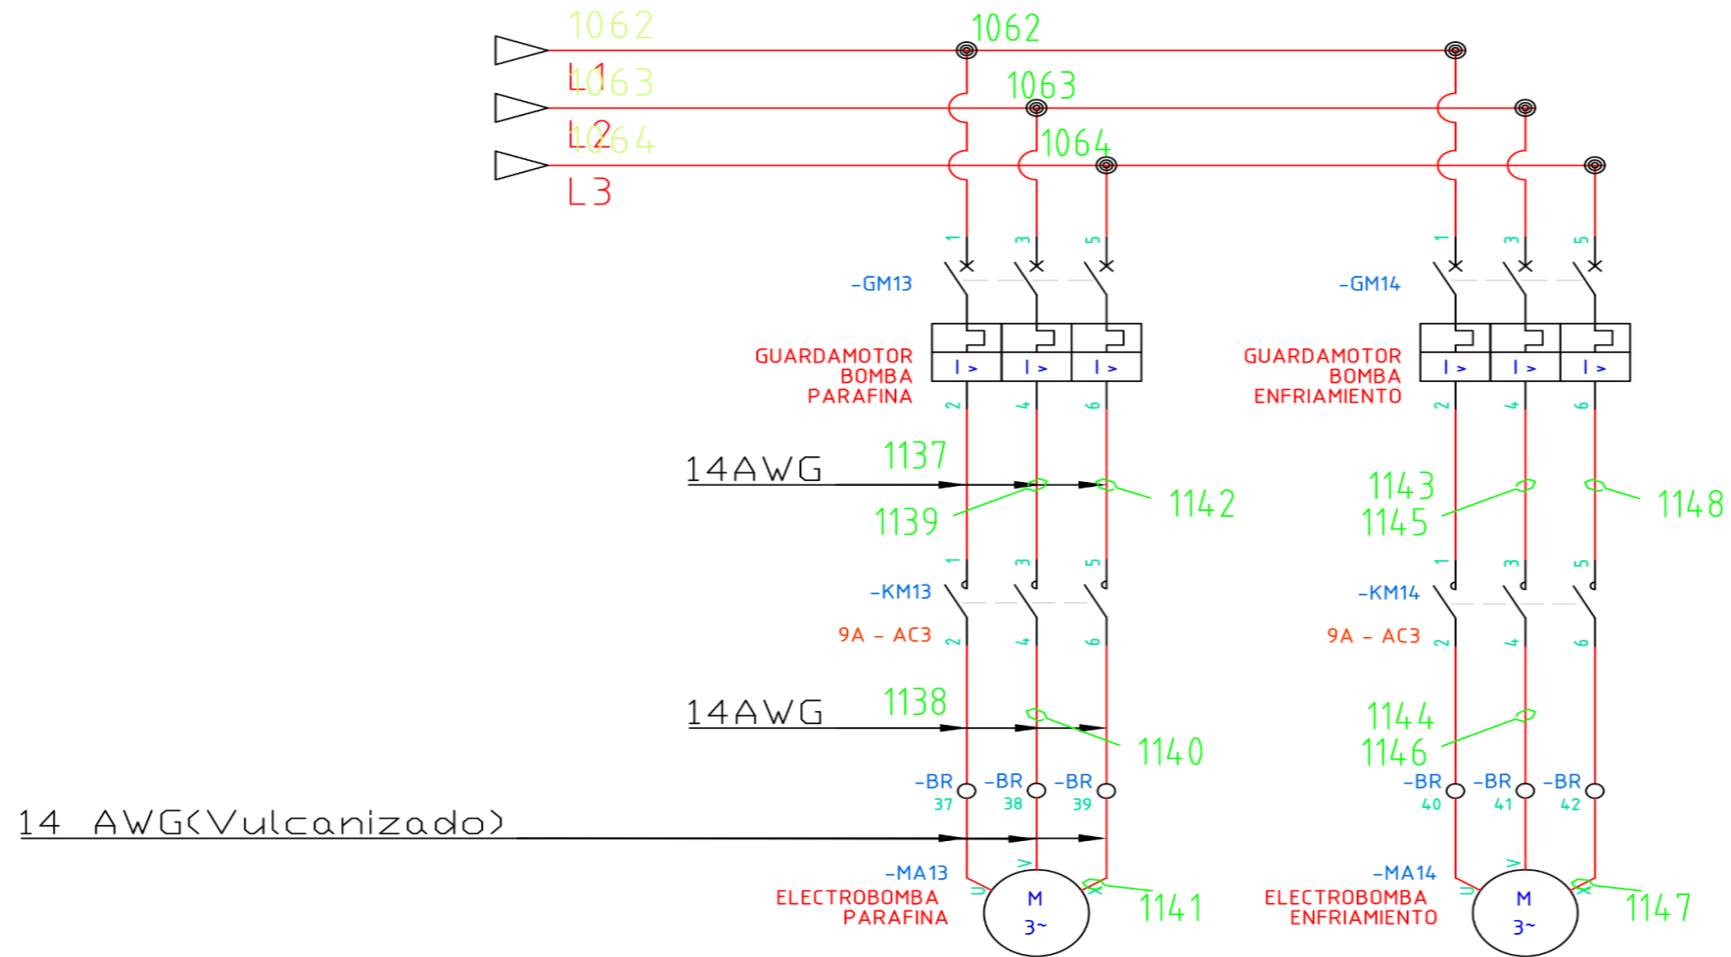 1062
1062
L1
1063
1063
L2
1064
1064
L3
1 3 5
1 3 5
-GM13
-GM14
GUARDAMOTOR
BOMBA
PARAFINA
I > I > I >
GUARDAMOTOR
BOMBA
ENFRIAMIENTO
I > I > I >
2 4 6
2 4 6
14AWG
1137
1139
1142
1143
1145
1148
1 3 5
1 3 5
-KM13
-KM14
9A - AC3
9A - AC3
2 4 6
2 4 6
14AWG
1138
1140
1144
1146
-BR -BR -BR
37 38 39
-BR -BR -BR
40 41 42
14 AWG(Vulcanizado)
-MA13
ELECTROBOMBA
PARAFINA
U V X
M
3~
1141
-MA14
ELECTROBOMBA
ENFRIAMIENTO
U V X
M
3~
1147